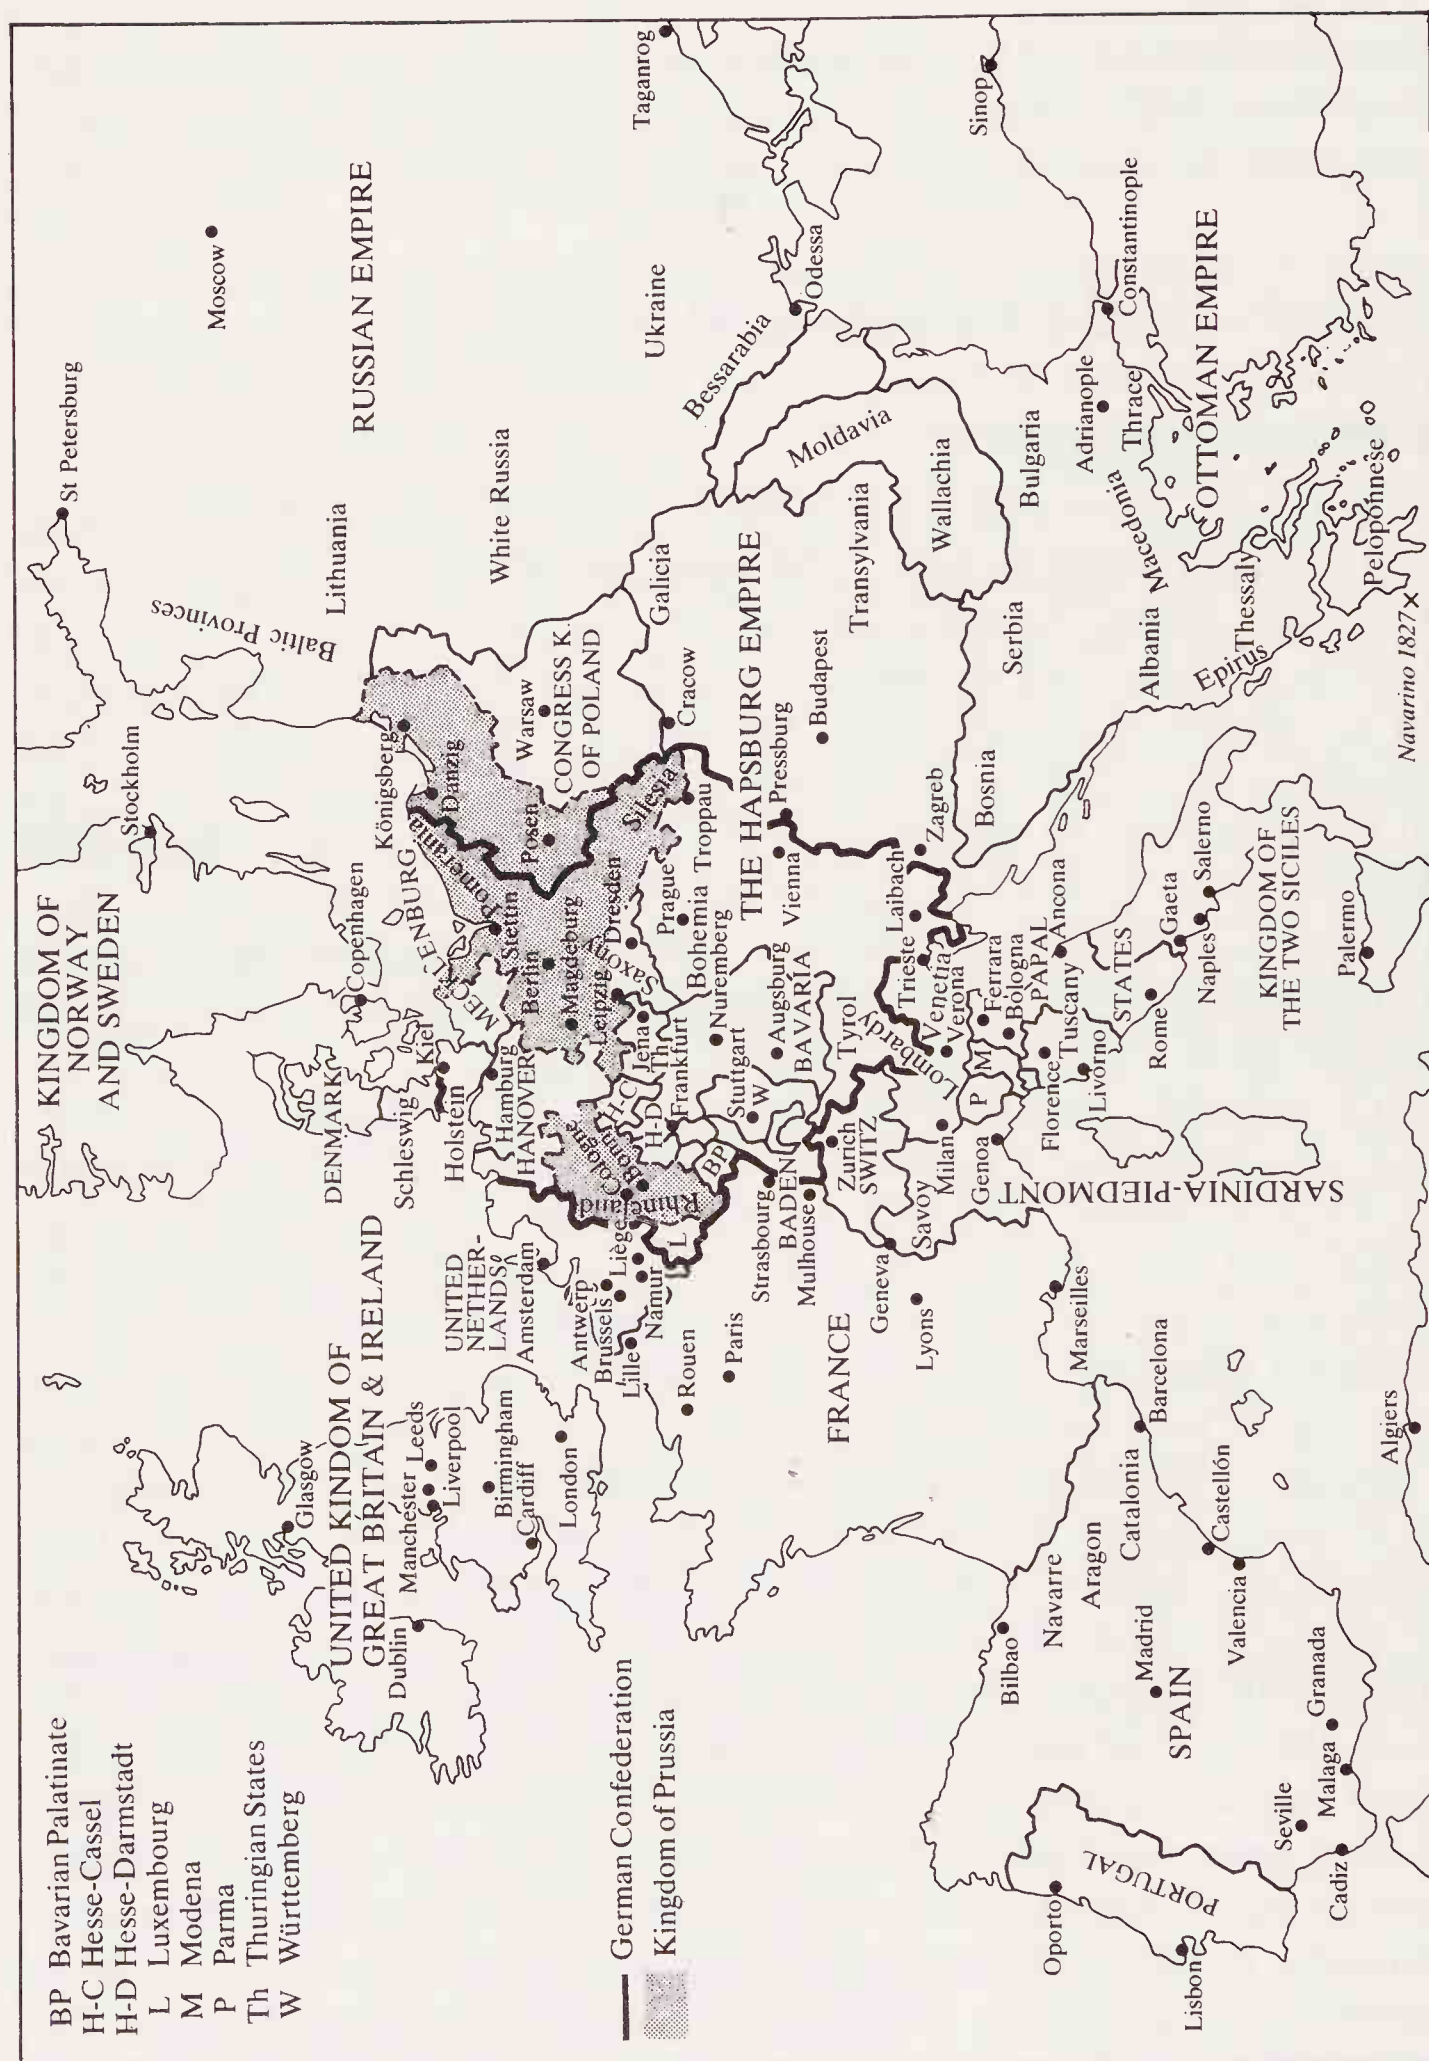 BP Bavarian Palatinate
H-C Hesse-Cassel
H-D Hesse-Darmstadt
L Luxembourg
M Modena
P Parma
Th Thuringian States
W Württemberg
German Confederation
Kingdom of Prussia
KINGDOM OF
NORWAY
AND SWEDEN
Stockholm
St Petersburg
Moscow
RUSSIAN EMPIRE
Baltic Provinces
Lithuania
White Russia
Ukraine
Taganrog
Bessarabia
Odessa
UNITED KINDOM OF
GREAT BRITAIN & IRELAND
Glasgow
Dublin
Manchester
Leeds
Liverpool
Birmingham
Cardiff
London
DENMARK
Copenhagen
Schleswig
Kiel
Holstein
Hamburg
HANOVER
MECKLENBURG
Pomerania
Stettin
Königsberg
Danzig
Posen
Berlin
Magdeburg
Leipzig
Dresden
Saxony
Silesia
Warsaw
CONGRESS K.
OF POLAND
Galicia
Cracow
UNITED
NETHER-
LANDS
Amsterdam
Antwerp
Brussels
Liège
Namur
Lille
Rhineland
Cologne
Bonn
L
H-C
H-D
Th
Jena
Frankfurt
BP
Nuremberg
Bohemia
Prague
Troppau
Stuttgart
W
Augsburg
BAVARIA
Strasbourg
BADEN
Mulhouse
Vienna
Pressburg
THE HAPSBURG EMPIRE
Budapest
Transylvania
Moldavia
Wallachia
Rouen
Paris
FRANCE
Geneva
Lyons
Marseilles
Zurich
SWITZ
Tyrol
Savoy
Milan
Lombardy
Venetia
Verona
Trieste
Laibach
Zagreb
Genoa
P
M
Ferrara
Bologna
Florence
Tuscany
Livorno
PAPAL
STATES
Ancona
Rome
SARDINIA-PIEDMONT
Gaeta
Naples
Salerno
KINGDOM OF
THE TWO SICILES
Palermo
Bosnia
Serbia
Bulgaria
Albania
Macedonia
Adrianople
Thrace
Constantinople
Sinop
OTTOMAN EMPIRE
Epirus
Thessaly
Peloponnese
Navarino 1827×
Bilbao
Navarre
Aragon
Catalonia
Barcelona
Castellón
Valencia
Madrid
SPAIN
Granada
Malaga
Seville
Cadiz
Oporto
PORTUGAL
Lisbon
Algiers